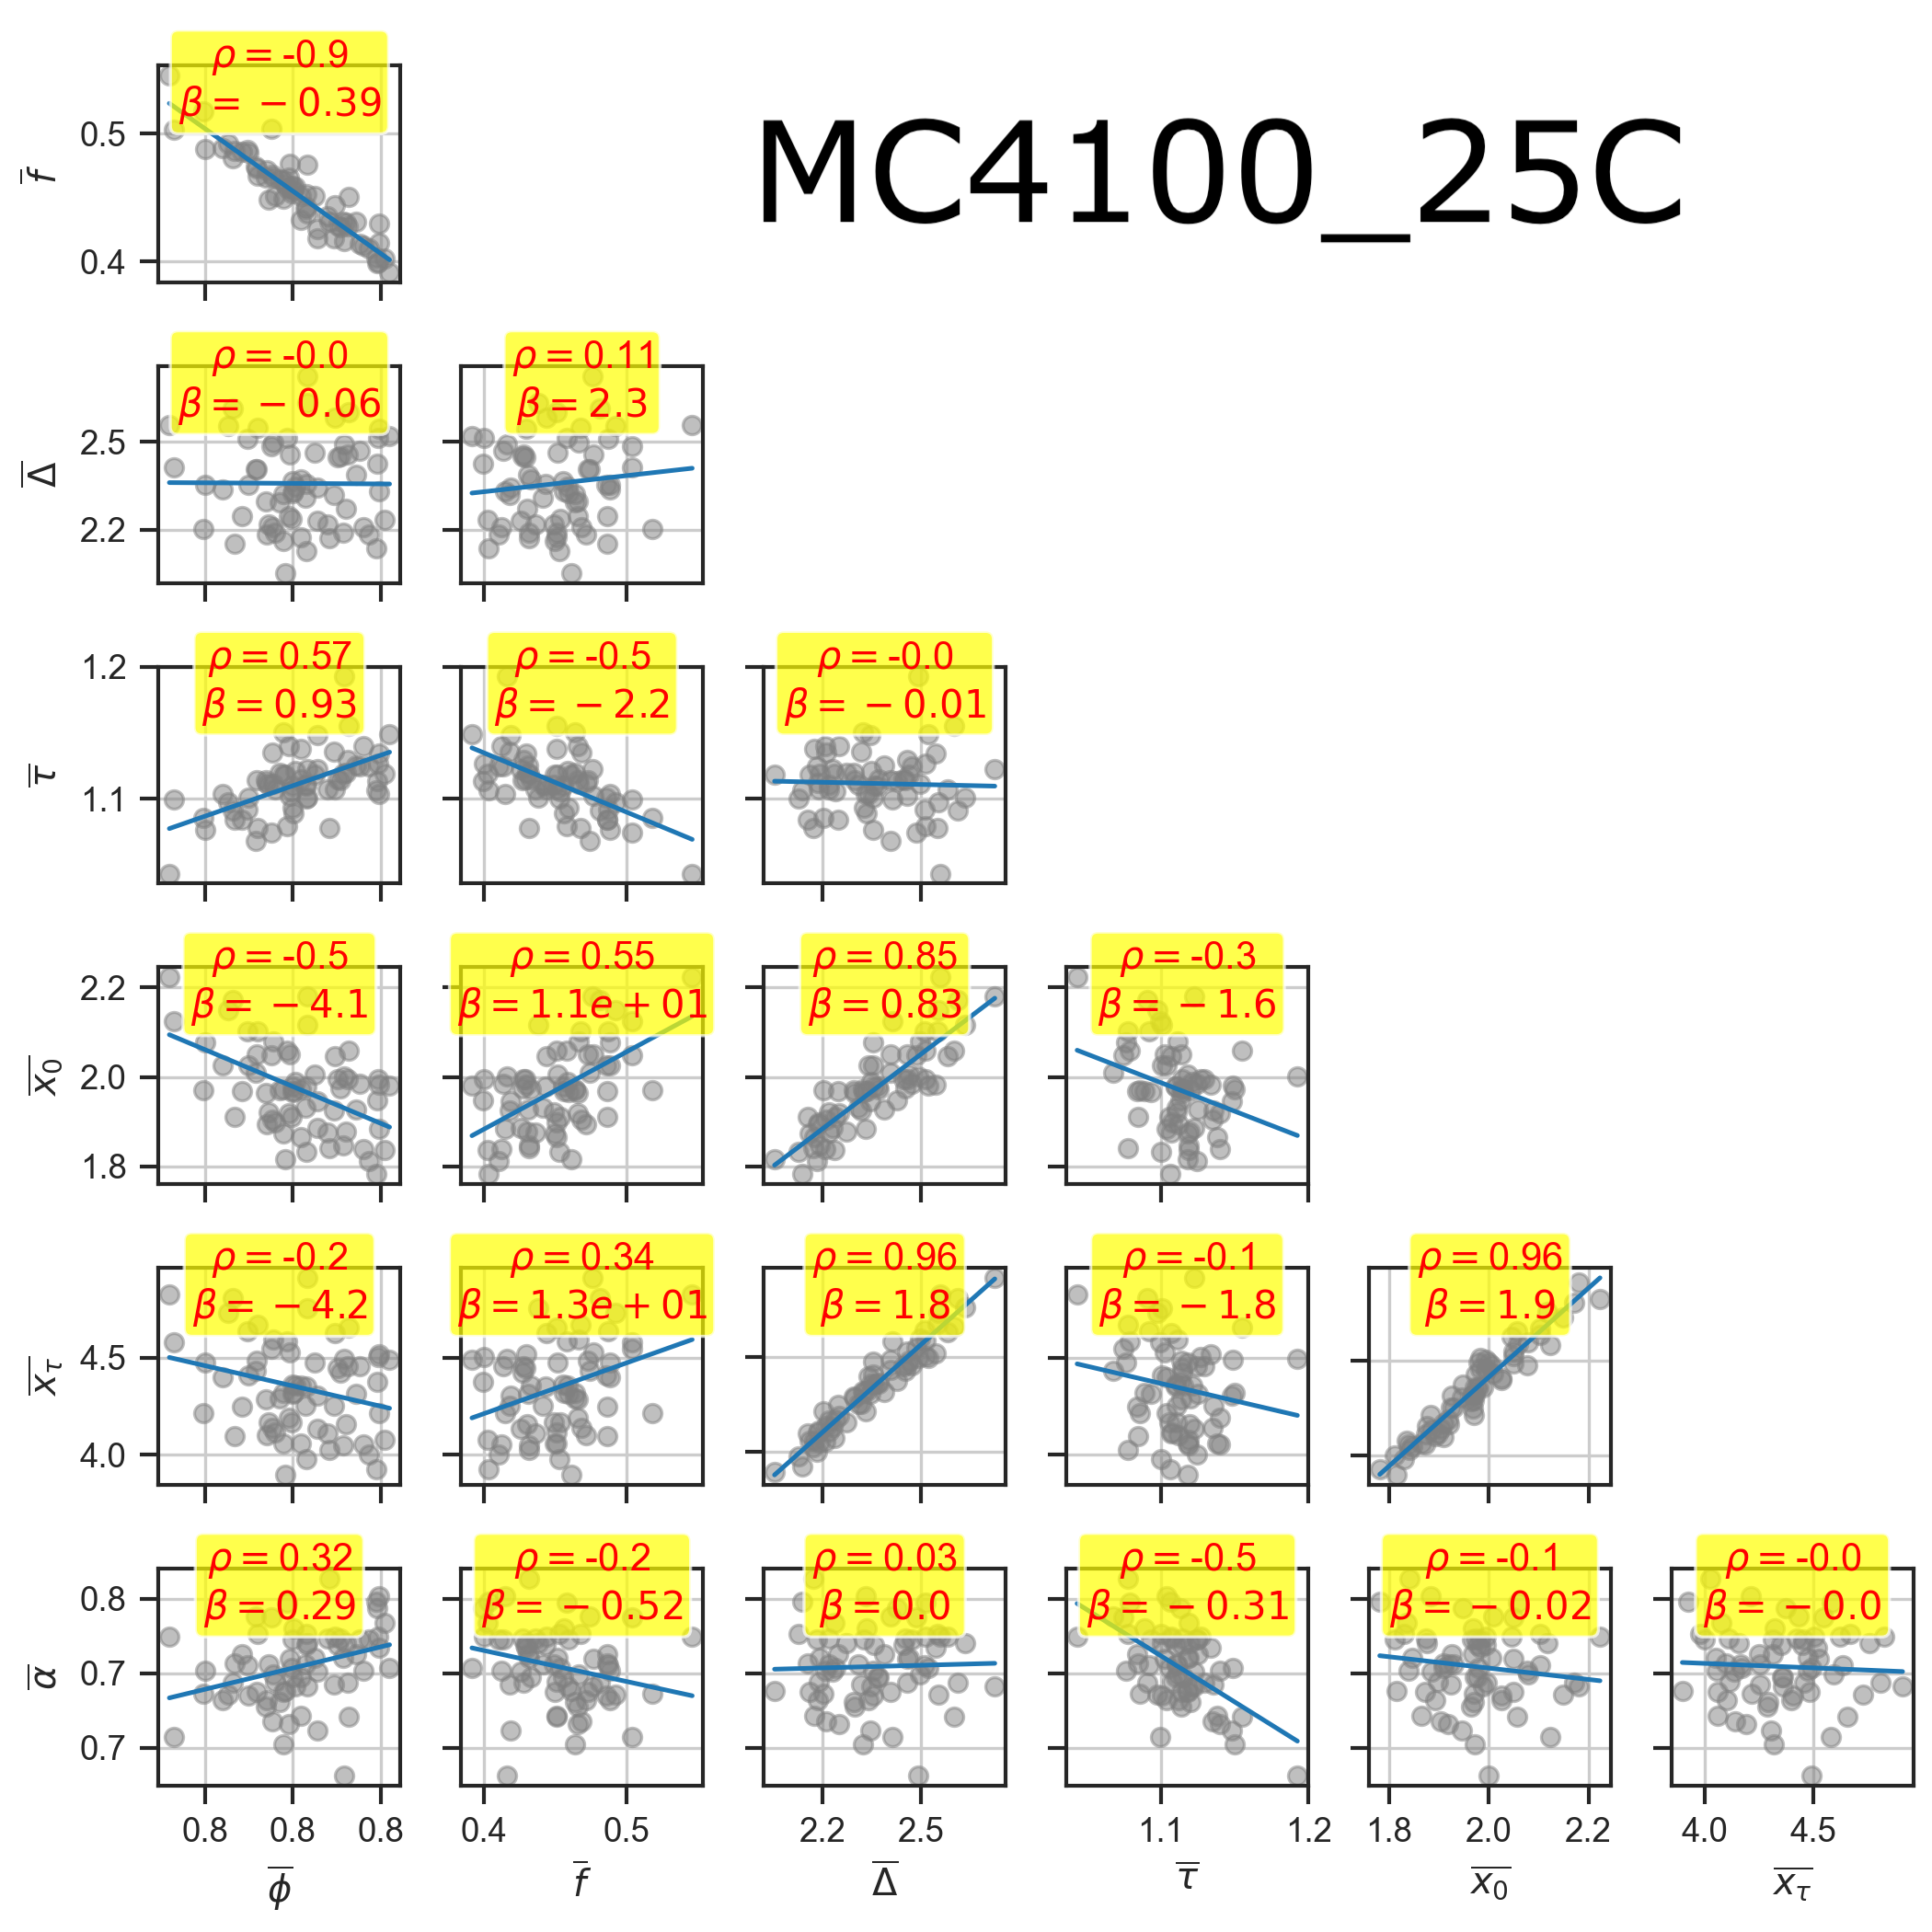 MC4100_25C
ρ = -0.9
β = − 0.39
0.5
0.4
f̅
ρ = -0.0
β = − 0.06
ρ = 0.11
β = 2.3
2.5
2.2
Δ̅
ρ = 0.57
β = 0.93
ρ = -0.5
β = − 2.2
ρ = -0.0
β = − 0.01
1.2
1.1
τ̅
ρ = -0.5
β = − 4.1
ρ = 0.55
β = 1.1e + 01
ρ = 0.85
β = 0.83
ρ = -0.3
β = − 1.6
2.2
2.0
1.8
x₀
ρ = -0.2
β = − 4.2
ρ = 0.34
β = 1.3e + 01
ρ = 0.96
β = 1.8
ρ = -0.1
β = − 1.8
ρ = 0.96
β = 1.9
4.5
4.0
x_τ
ρ = 0.32
β = 0.29
ρ = -0.2
β = − 0.52
ρ = 0.03
β = 0.0
ρ = -0.5
β = − 0.31
ρ = -0.1
β = − 0.02
ρ = -0.0
β = − 0.0
0.8
0.7
0.7
α̅
0.8 0.8 0.8 0.4 0.5 2.2 2.5 1.1 1.2 1.8 2.0 2.2 4.0 4.5
ϕ̅ f̅ Δ̅ τ̅ x₀ x_τ